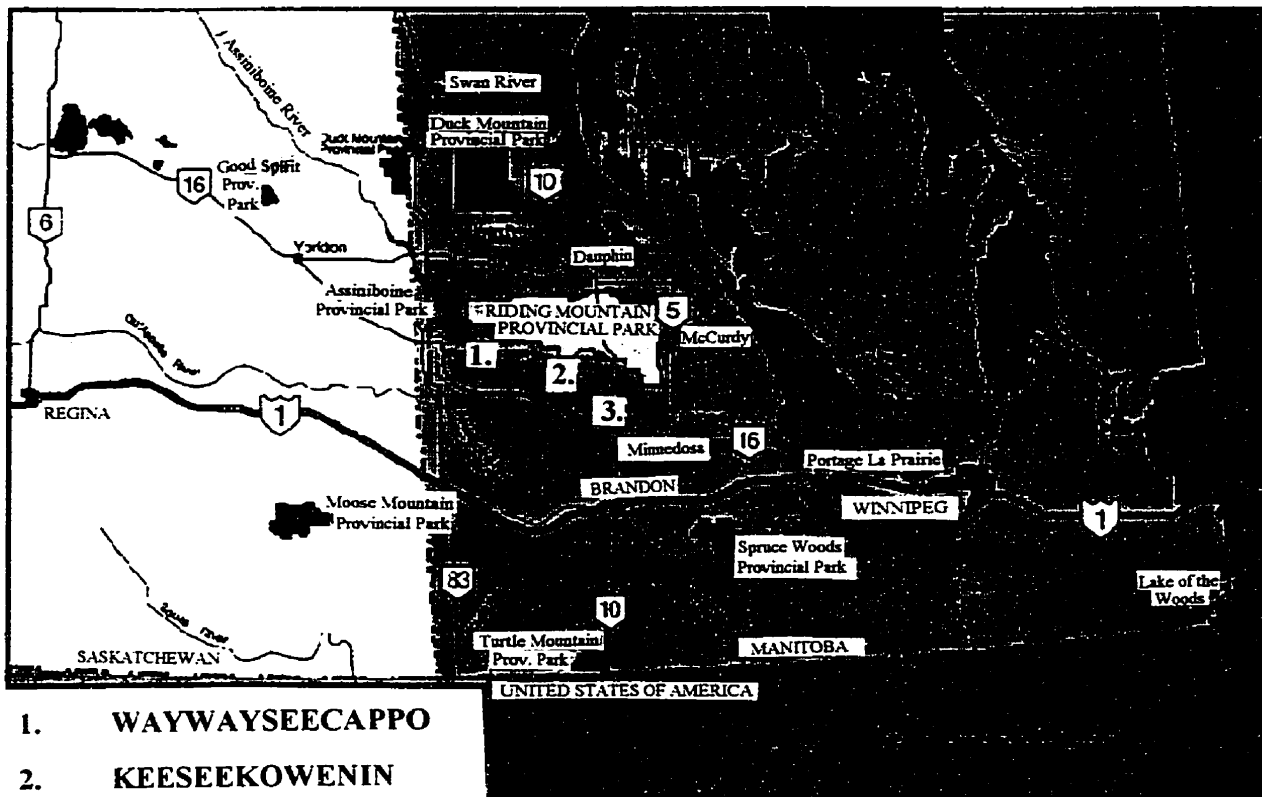 Assiniboine River
Swan River
Duck Mountain
Provincial Park
Duck Mountain
Provincial Park
Good Spirit
Prov.
Park
16
10
6
Yorkton
Dauphin
Assiniboine
Provincial Park
RIDING MOUNTAIN
PROVINCIAL PARK
5
McCurdy
1.
2.
3.
River
REGINA
1
Minnedosa
16
Portage La Prairie
BRANDON
WINNIPEG
1
Moose Mountain
Provincial Park
Spruce Woods
Provincial Park
83
10
Lake of the
Woods
River
Turtle Mountain
Prov. Park
MANITOBA
SASKATCHEWAN
UNITED STATES OF AMERICA
1. WAYWAYSEECAPPO
2. KEESEEKOWENIN